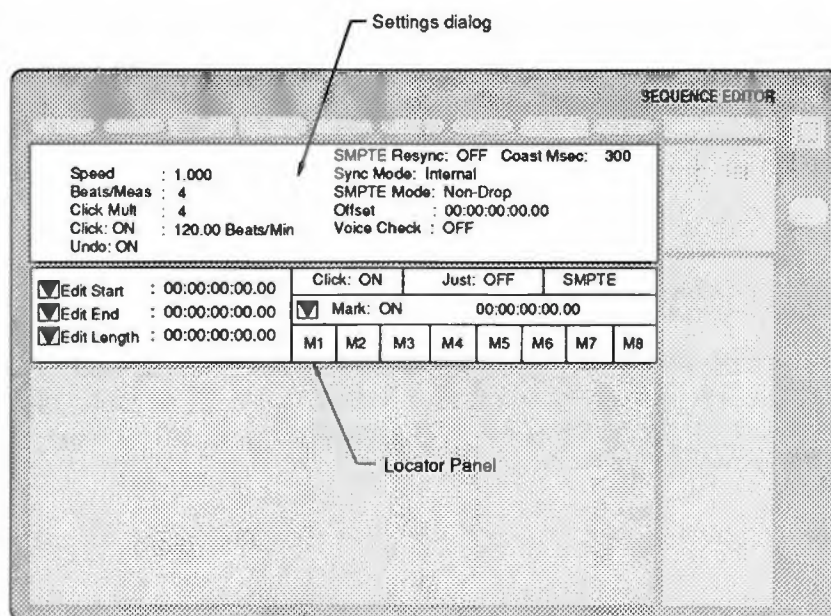 Settings dialog
SEQUENCE EDITOR
Speed : 1.000
Beats/Meas : 4
Click Mult : 4
Click: ON : 120.00 Beats/Min
Undo: ON
SMPTE Resync: OFF Coast Msec: 300
Sync Mode: Internal
SMPTE Mode: Non-Drop
Offset : 00:00:00:00.00
Voice Check : OFF
Edit Start : 00:00:00:00.00
Edit End : 00:00:00:00.00
Edit Length : 00:00:00:00.00
Click: ON Just: OFF SMPTE
Mark: ON 00:00:00:00.00
M1 M2 M3 M4 M5 M6 M7 M8
Locator Panel